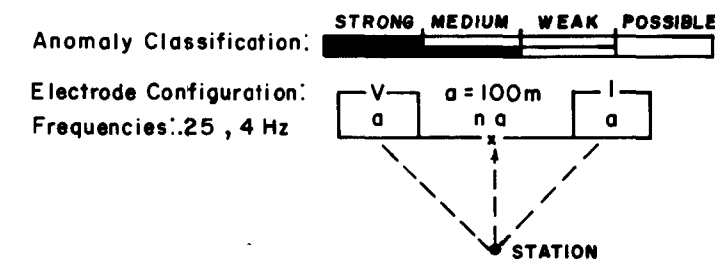 STRONG MEDIUM WEAK POSSIBLE
Anomaly Classification:
Electrode Configuration: V a = 100m I
a n a a
Frequencies: .25 , 4 Hz
x
STATION